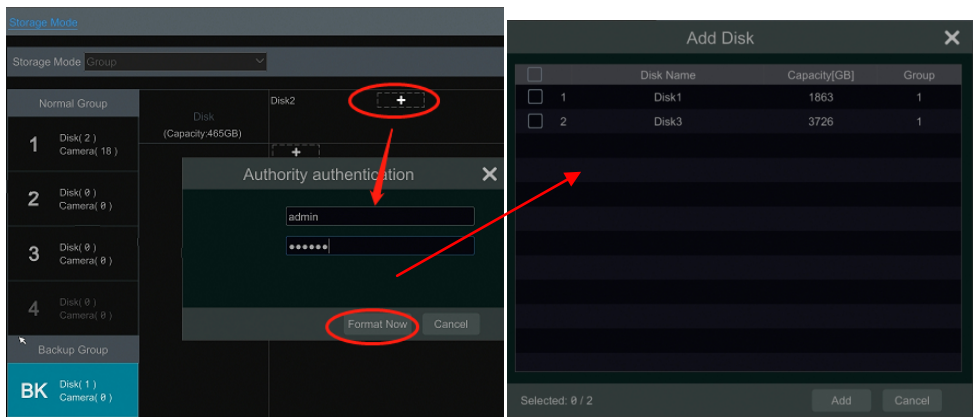 Storage Mode
Storage Mode Group
Normal Group
1 Disk( 2 )
Camera( 18 )
2 Disk( 0 )
Camera( 0 )
3 Disk( 0 )
Camera( 0 )
4 Disk( 0 )
Camera( 0 )
Backup Group
BK Disk( 1 )
Camera( 0 )
Disk
(Capacity:465GB)
Disk2 +
+
Authority authentication
admin
●●●●●●
Format Now Cancel
Add Disk
Disk Name Capacity[GB] Group
1 Disk1 1863 1
2 Disk3 3726 1
Selected: 0 / 2 Add Cancel